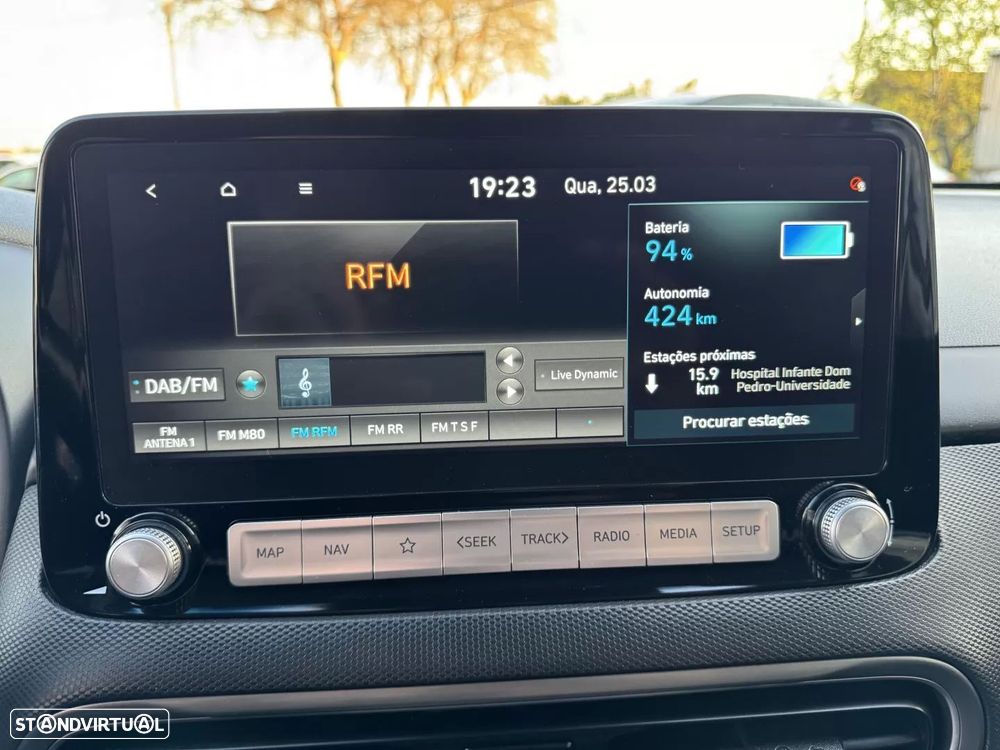 19:23 Qua, 25.03
RFM
Bateria
94 %
Autonomia
424 km
Estações próximas
15.9 km Hospital Infante Dom Pedro-Universidade
Procurar estações
DAB/FM
Live Dynamic
FM ANTENA 1
FM M80
FM RFM
FM RR
FM T S F
MAP
NAV
<SEEK
TRACK>
RADIO
MEDIA
SETUP
STANDVIRTUAL